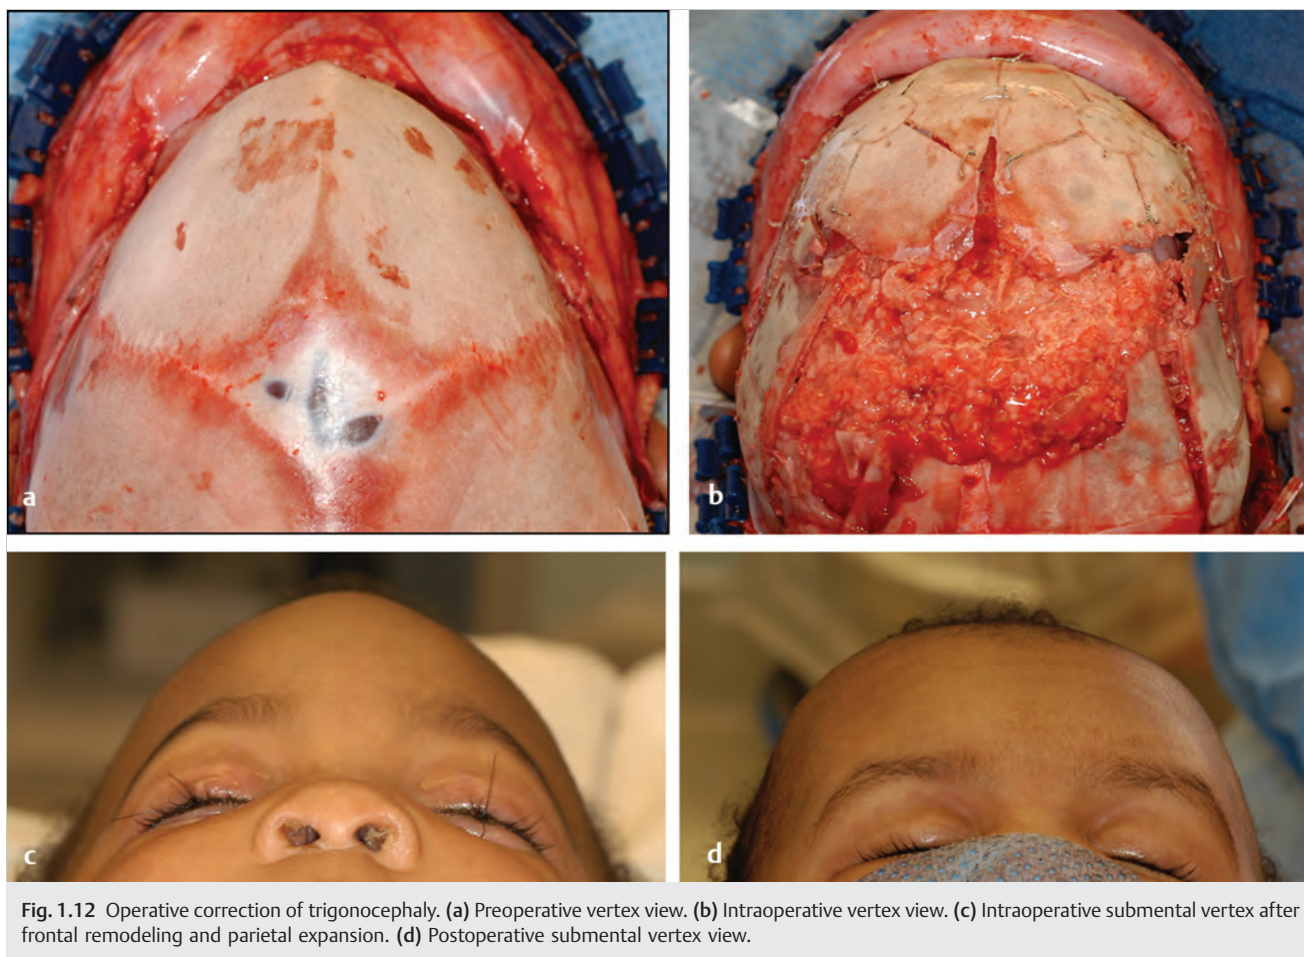 a
b
c
d
Fig. 1.12 Operative correction of trigonocephaly. (a) Preoperative vertex view. (b) Intraoperative vertex view. (c) Intraoperative submental vertex after
frontal remodeling and parietal expansion. (d) Postoperative submental vertex view.